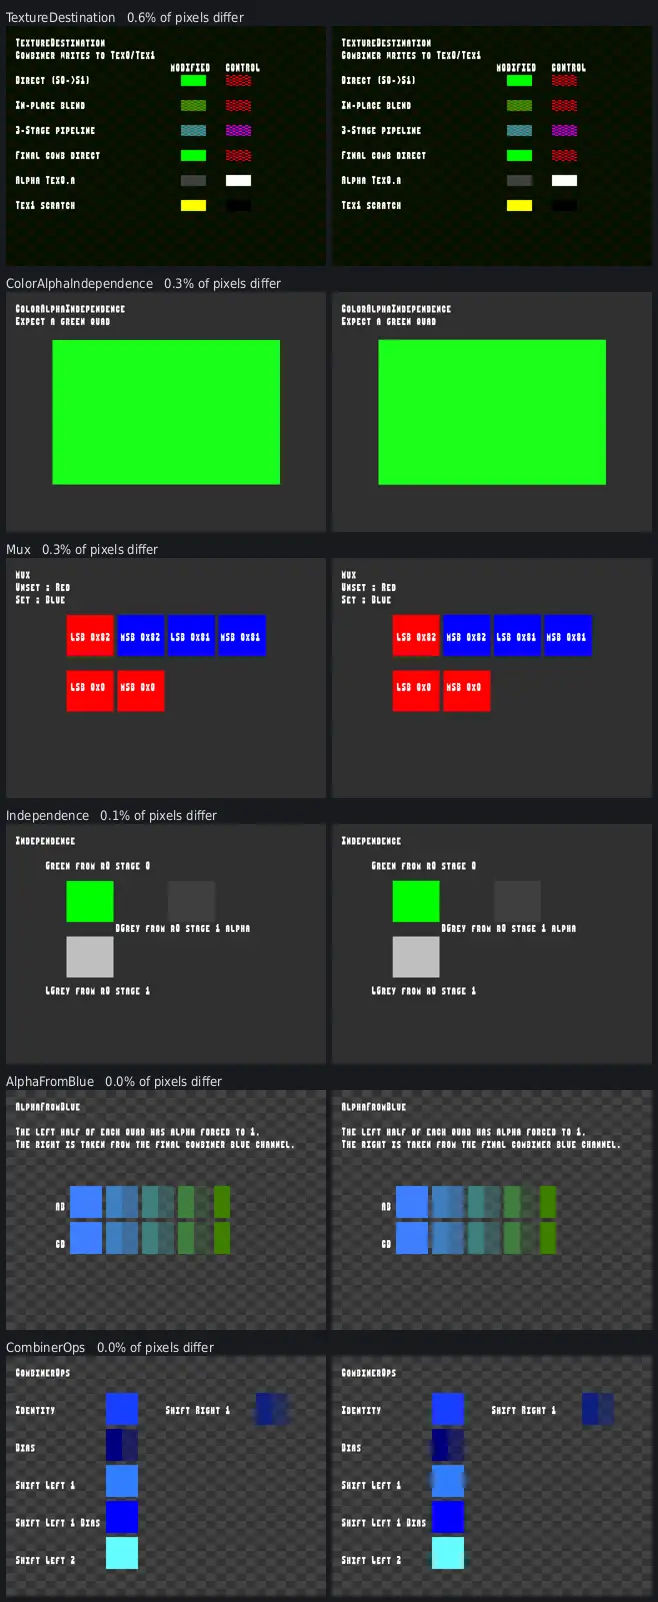 TextureDestination 0.6% of pixels differ
TextureDestination TextureDestination
Combiner writes to Tex0/Tex1 Combiner writes to Tex0/Tex1
Modified Control Modified Control
Direct (S0->S1) Direct (S0->S1)
In-place blend In-place blend
3-Stage pipeline 3-Stage pipeline
Final comb direct Final comb direct
Alpha Tex0.a Alpha Tex0.a
Tex1 scratch Tex1 scratch
ColorAlphaIndependence 0.3% of pixels differ
ColorAlphaIndependence ColorAlphaIndependence
Expect a green quad Expect a green quad
Mux 0.3% of pixels differ
Mux Mux
Unset : Red Unset : Red
Set : Blue Set : Blue
LSB 0x82 MSB 0x82 LSB 0x81 MSB 0x81 LSB 0x82 MSB 0x82 LSB 0x81 MSB 0x81
LSB 0x0 MSB 0x0 LSB 0x0 MSB 0x0
Independence 0.1% of pixels differ
Independence Independence
Green from R0 stage 0 Green from R0 stage 0
DGrey from R0 stage 1 alpha DGrey from R0 stage 1 alpha
LGrey from R0 stage 1 LGrey from R0 stage 1
AlphaFromBlue 0.0% of pixels differ
AlphaFromBlue AlphaFromBlue
The left half of each quad has alpha forced to 1. The left half of each quad has alpha forced to 1.
The right is taken from the final combiner blue channel. The right is taken from the final combiner blue channel.
AB AB
CD CD
CombinerOps 0.0% of pixels differ
CombinerOps CombinerOps
Identity Shift Right 1 Identity Shift Right 1
Bias Bias
Shift Left 1 Shift Left 1
Shift Left 1 Bias Shift Left 1 Bias
Shift Left 2 Shift Left 2